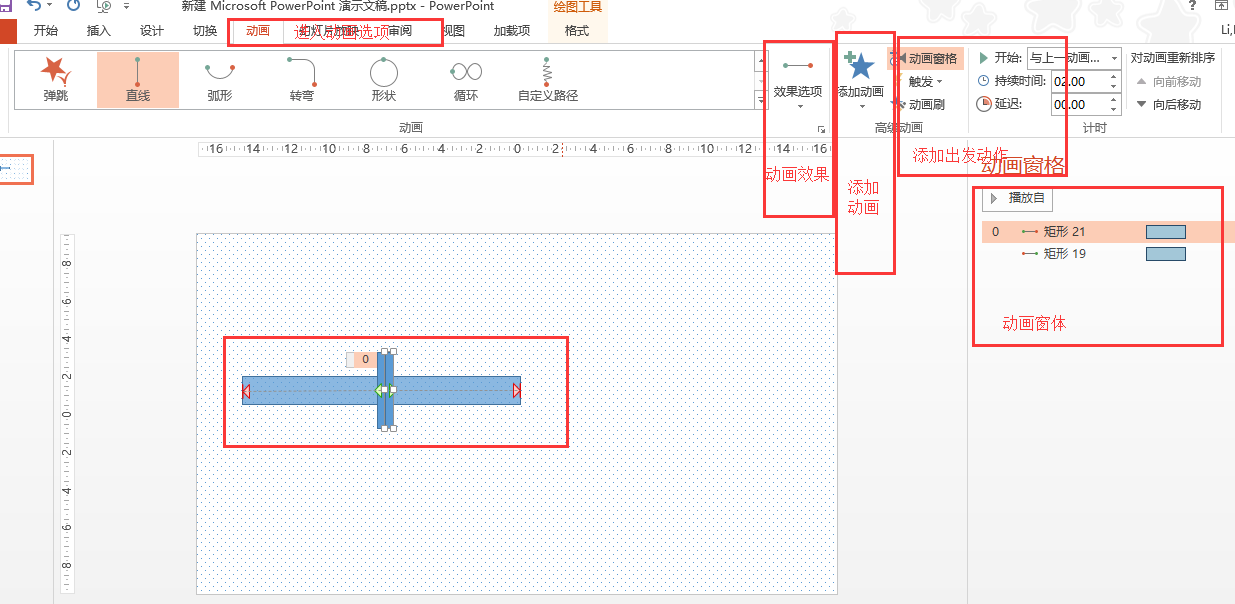 新建 Microsoft PowerPoint 演示文稿.pptx - PowerPoint
绘图工具
?
开始 插入 设计 切换 动画 审阅 视图 加载项 格式
进入动画选项
弹跳 直线 弧形 转弯 形状 循环 自定义路径
效果选项
添加动画
动画窗格
触发
动画刷
开始: 与上一动画...
持续时间: 02.00
延迟: 00.00
对动画重新排序
向前移动
向后移动
动画
高级动画
计时
16 14 12 10 8 6 4 2 0 2 4 6 8 10 12 14 16
动画效果
添加
动画
添加出发动作
动画窗格
播放自
0 矩形 21
矩形 19
动画窗体
8
6
4
2
0
2
4
6
8
0